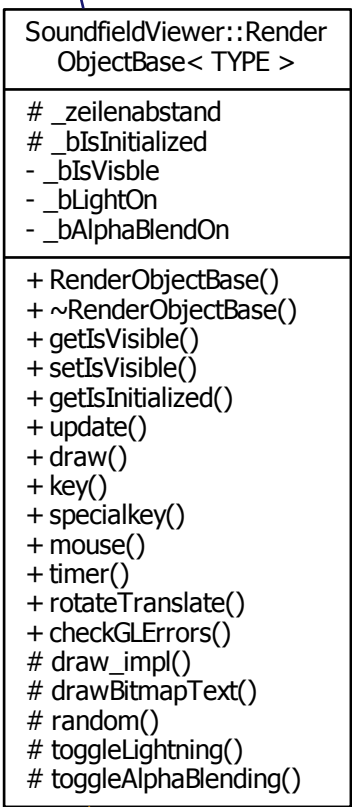 SoundfieldViewer::Render
ObjectBase< TYPE >
# _zeilenabstand
# _bIsInitialized
- _bIsVisble
- _bLightOn
- _bAlphaBlendOn
+ RenderObjectBase()
+ ~RenderObjectBase()
+ getIsVisible()
+ setIsVisible()
+ getIsInitialized()
+ update()
+ draw()
+ key()
+ specialkey()
+ mouse()
+ timer()
+ rotateTranslate()
+ checkGLErrors()
# draw_impl()
# drawBitmapText()
# random()
# toggleLightning()
# toggleAlphaBlending()